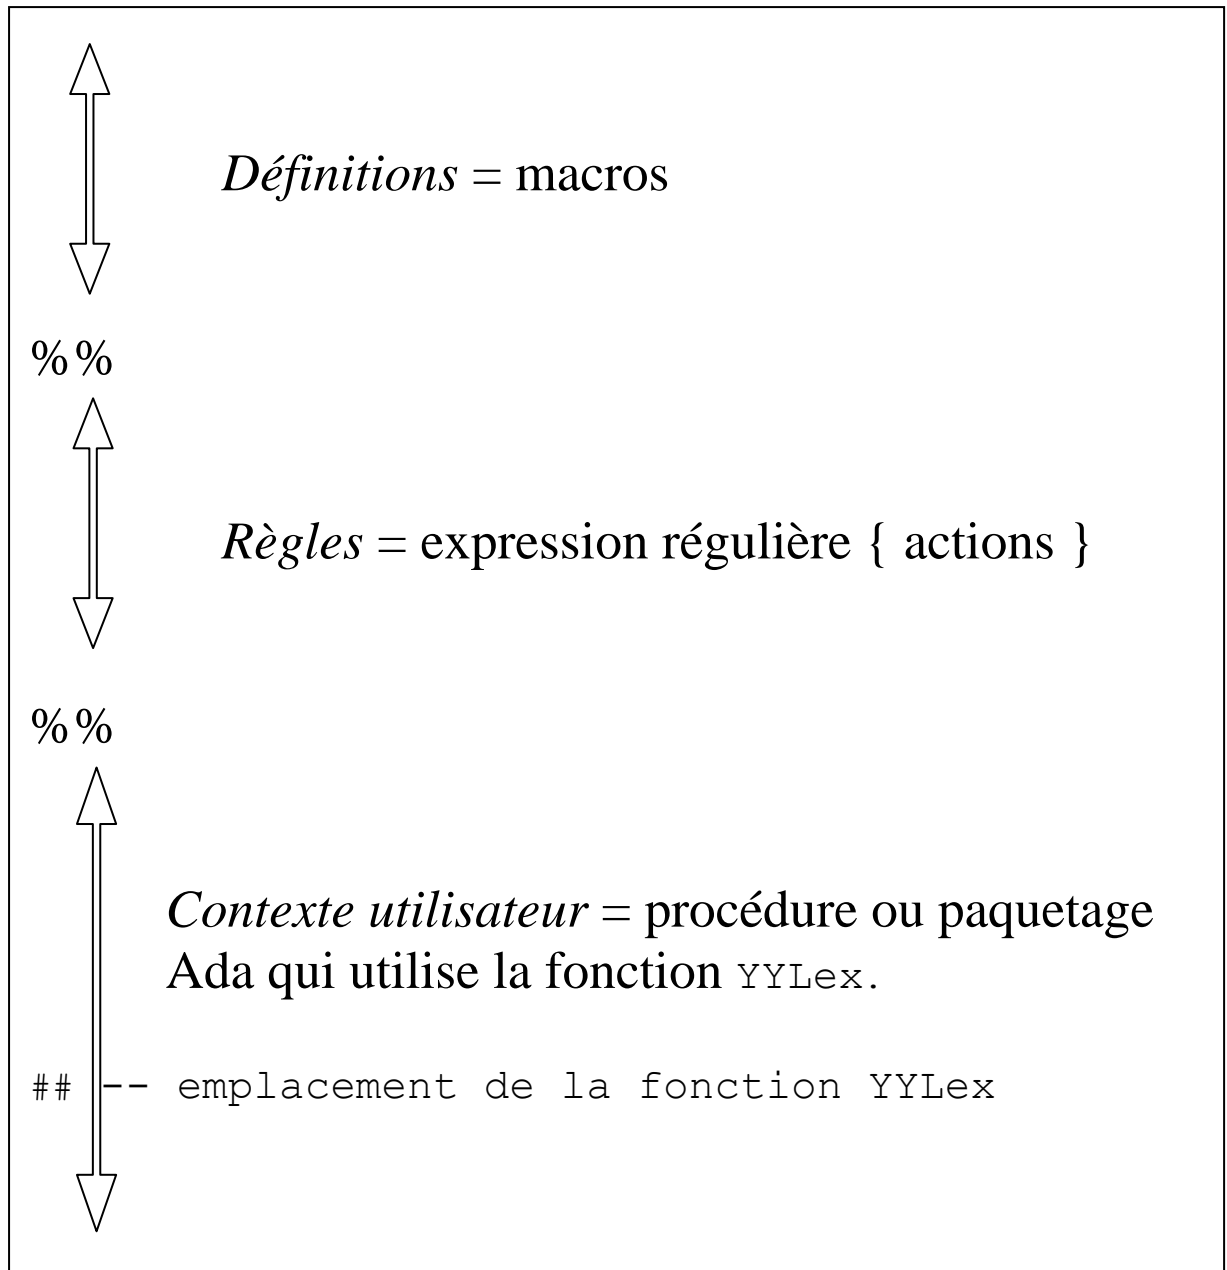 Définitions = macros
%%
Règles = expression régulière { actions }
%%
Contexte utilisateur = procédure ou paquetage
Ada qui utilise la fonction YYLex.
## -- emplacement de la fonction YYLex